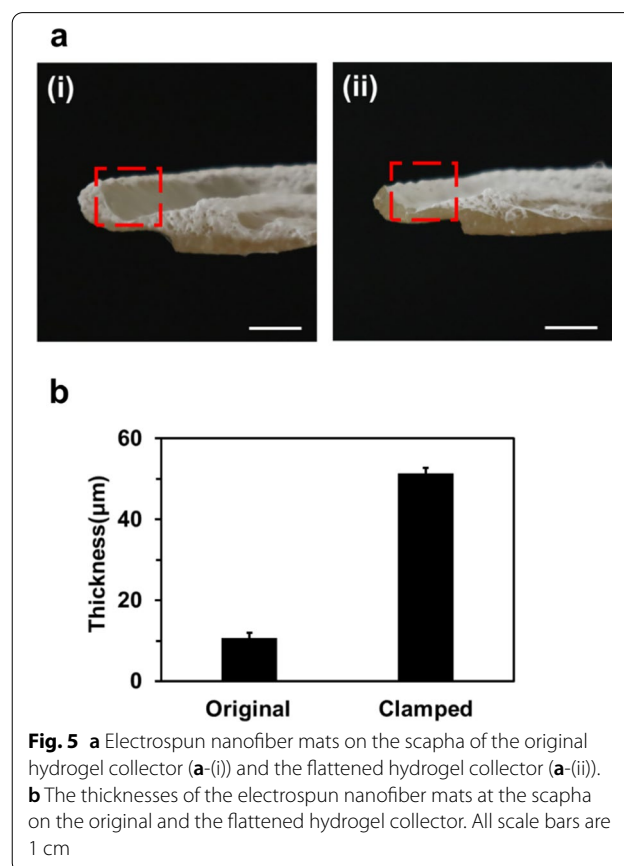 a
(i)
(ii)
b
60
40
20
0
Thickness(μm)
Original
Clamped
Fig. 5 a Electrospun nanofiber mats on the scapha of the original
hydrogel collector (a-(i)) and the flattened hydrogel collector (a-(ii)).
b The thicknesses of the electrospun nanofiber mats at the scapha
on the original and the flattened hydrogel collector. All scale bars are
1 cm